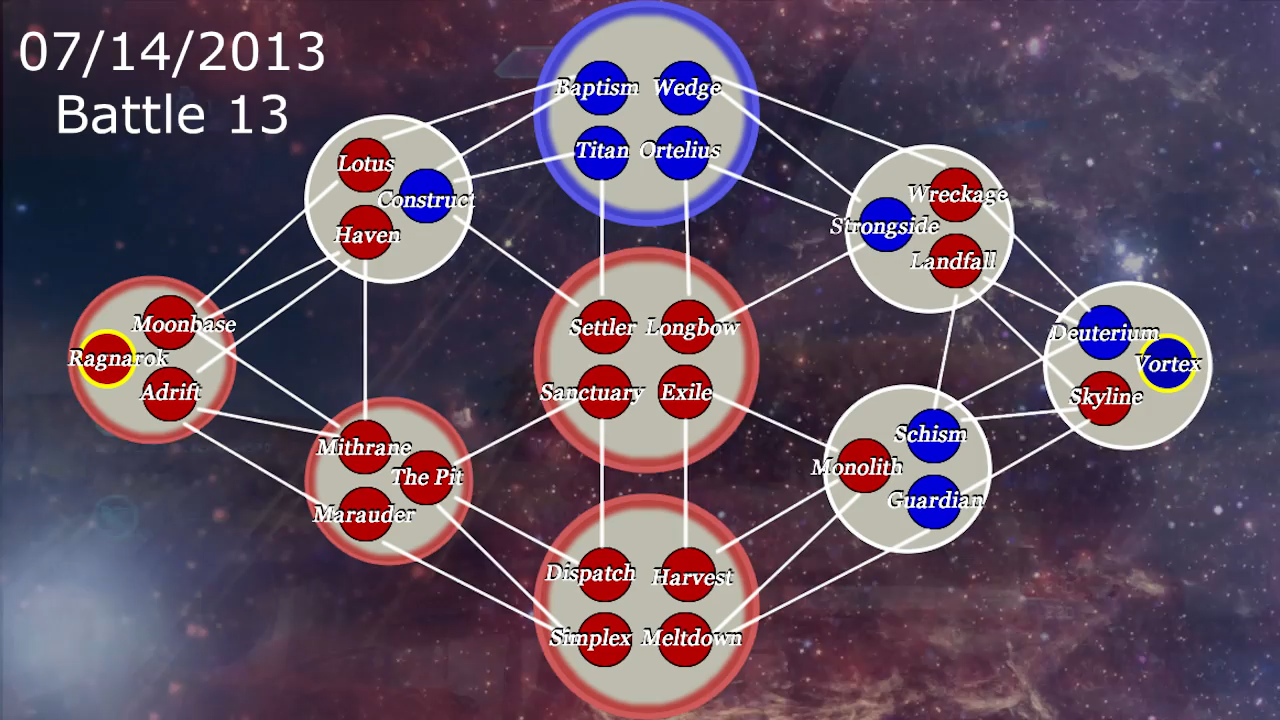 07/14/2013
Battle 13
Baptism
Wedge
Titan
Ortelius
Lotus
Construct
Haven
Wreckage
Strongside
Landfall
Moonbase
Ragnarok
Adrift
Settler
Longbow
Sanctuary
Exile
Deuterium
Vortex
Skyline
Mithrane
The Pit
Marauder
Schism
Monolith
Guardian
Dispatch
Harvest
Simplex
Meltdown